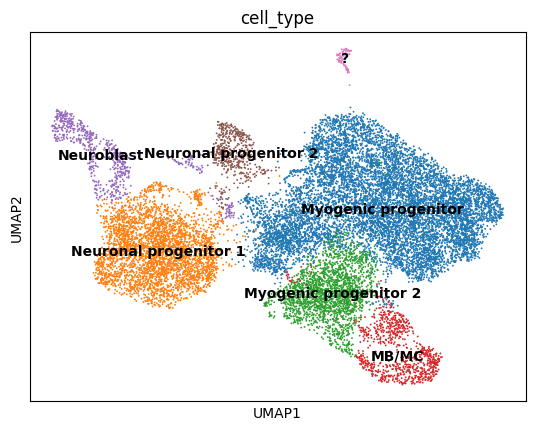 cell_type
?
Neuroblast
Neuronal progenitor 2
Myogenic progenitor
Neuronal progenitor 1
Myogenic progenitor 2
MB/MC
UMAP2
UMAP1